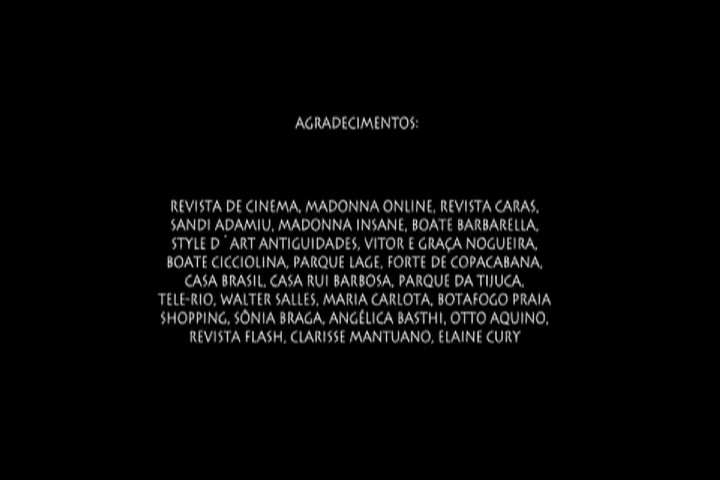 AGRADECIMENTOS:
REVISTA DE CINEMA, MADONNA ONLINE, REVISTA CARAS,
SANDI ADAMIU, MADONNA INSANE, BOATE BARBARELLA,
STYLE D´ART ANTIGUIDADES, VITOR E GRAÇA NOGUEIRA,
BOATE CICCIOLINA, PARQUE LAGE, FORTE DE COPACABANA,
CASA BRASIL, CASA RUI BARBOSA, PARQUE DA TIJUCA,
TELE-RIO, WALTER SALLES, MARIA CARLOTA, BOTAFOGO PRAIA
SHOPPING, SÔNIA BRAGA, ANGÉLICA BASTHI, OTTO AQUINO,
REVISTA FLASH, CLARISSE MANTUANO, ELAINE CURY